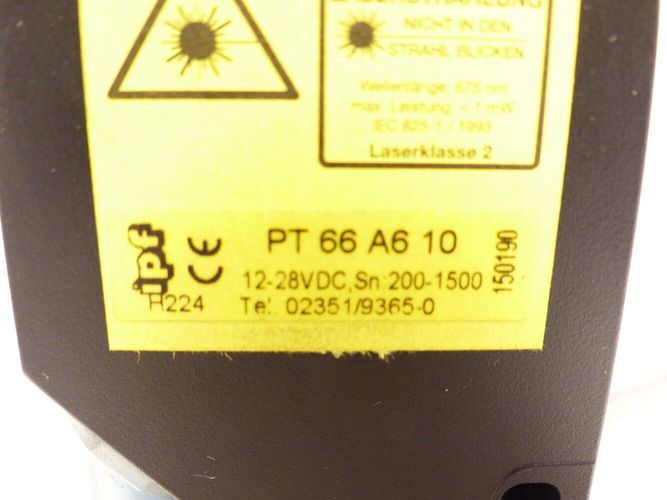 LASERSTRAHLUNG
NICHT IN DEN
STRAHL BLICKEN
Wellenlänge: 675 nm
max. Leistung: < 1 mW
IEC 825-1 / 1993
Laserklasse 2
ipf
CE
PT 66 A6 10
12-28VDC, Sn: 200-1500
H224
Tel. 02351/9365-0
150190